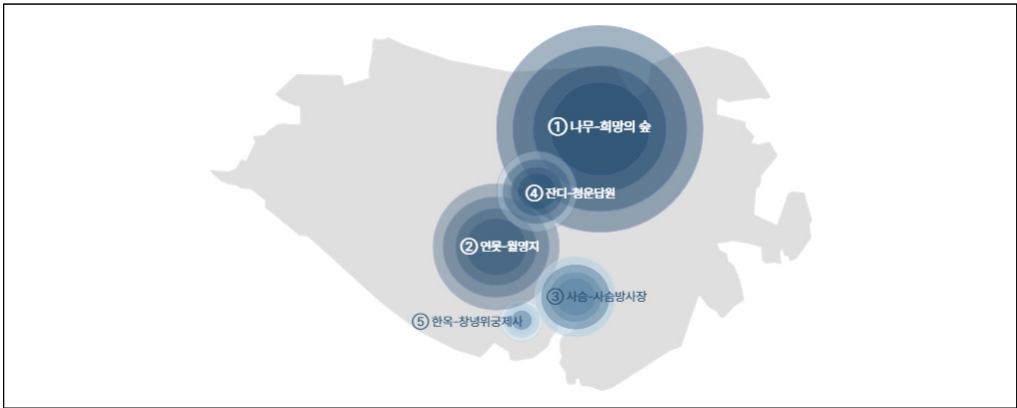 ① 나무-희망의 숲
④ 잔디-청운답원
② 연못-월영지
③ 사슴-사슴방사장
⑤ 한옥-창녕위궁제사